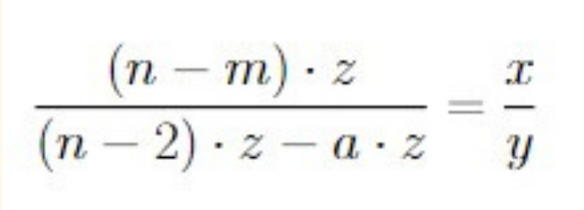 (n − m) · z
(n − 2) · z − a · z
=
x
y